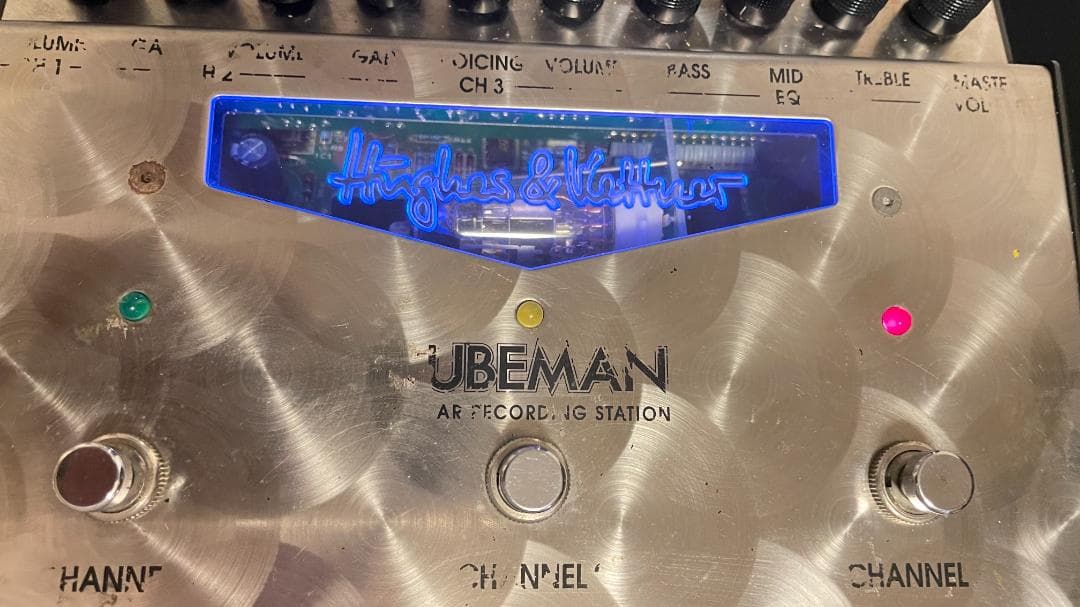 VOLUME GAIN VOLUME GAIN VOICING VOLUME BASS MID TREBLE MASTER
CH 1 CH 2 CH 3 EQ VOL
Hughes & Kettner
TUBEMAN
RECORDING STATION
CHANNEL CHANNEL CHANNEL